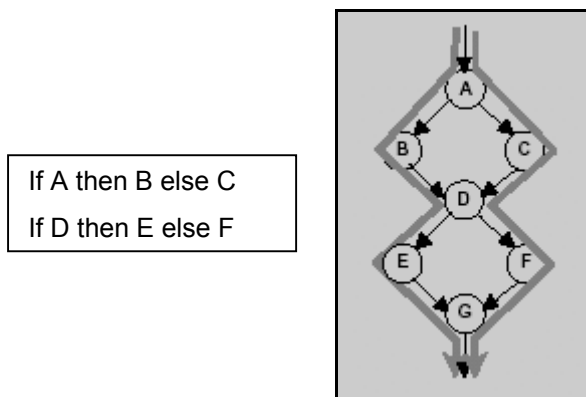 If A then B else C
If D then E else F
A
B
C
D
E
F
G